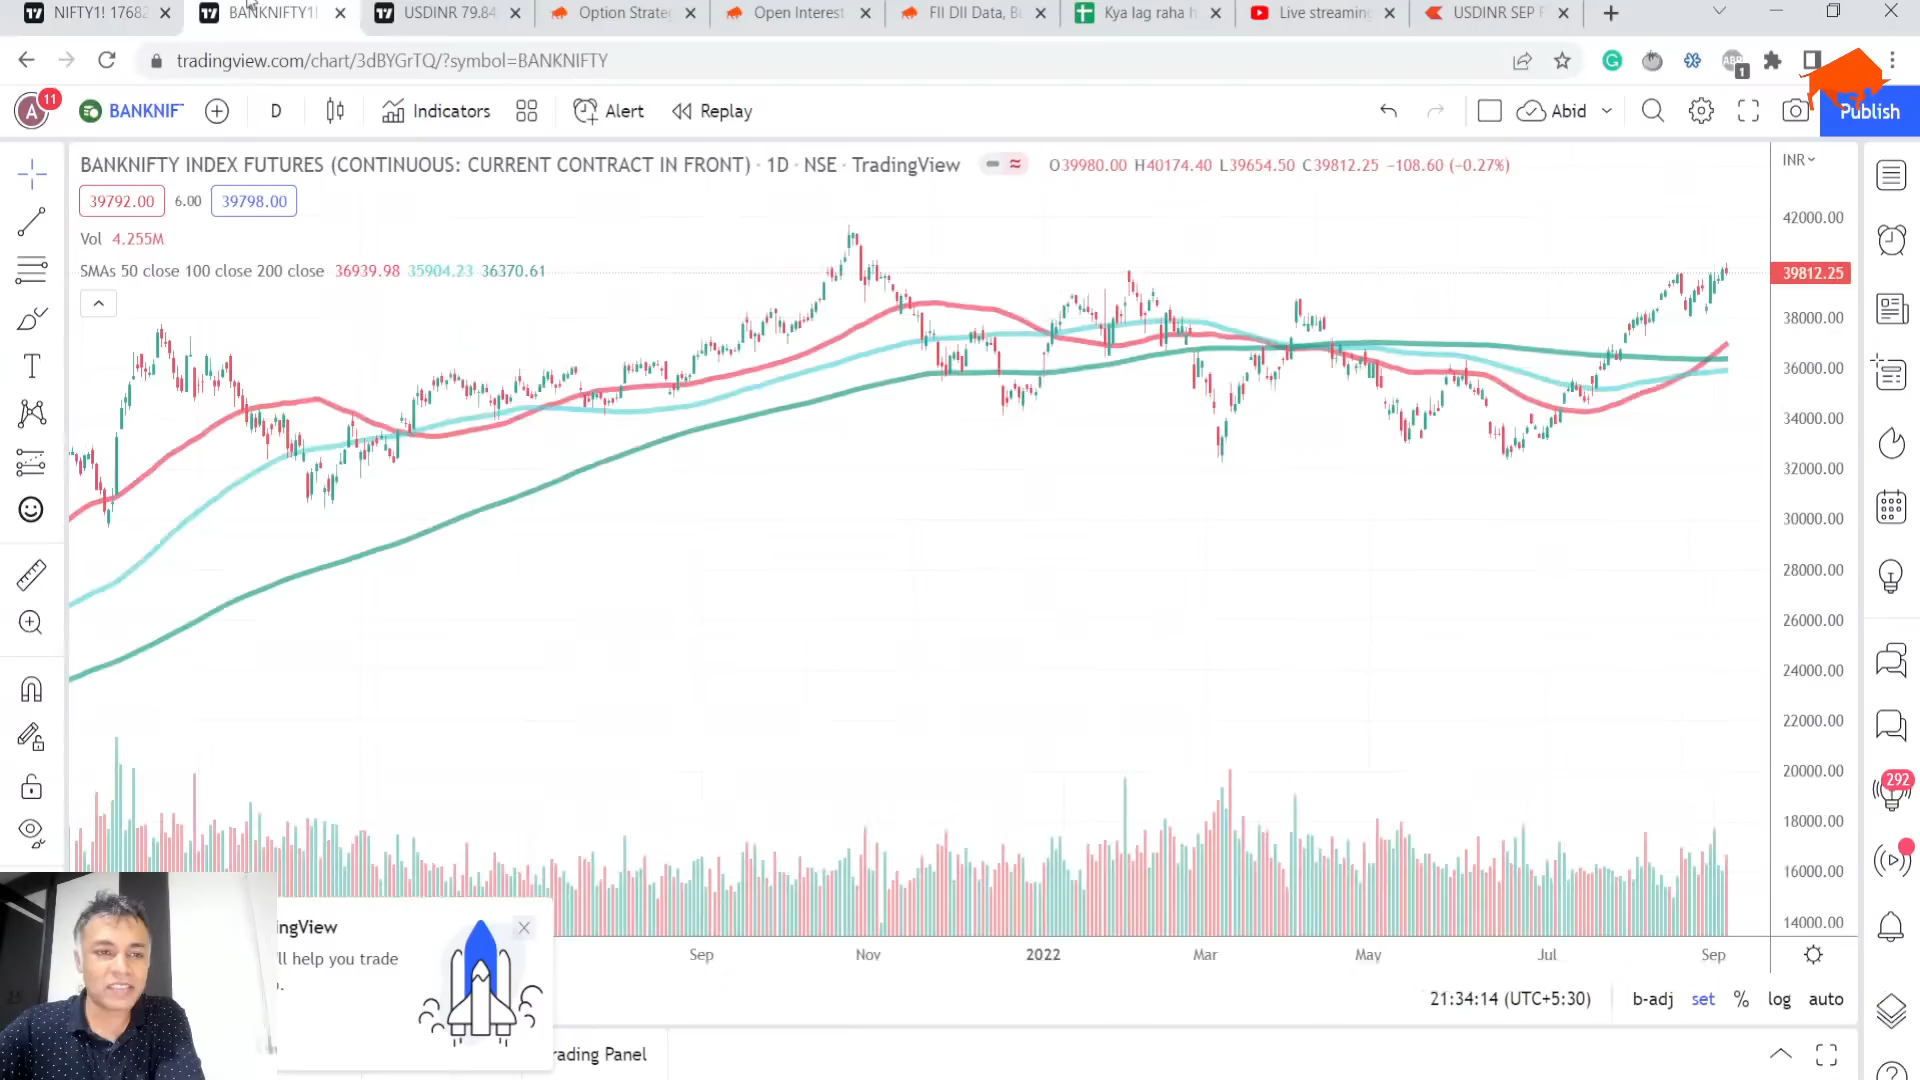 NIFTY1! 17682
BANKNIFTY1!
USDINR 79.84
Option Strate
Open Interest
FII DII Data, B
Kya lag raha h
Live streaming
USDINR SEP F
tradingview.com/chart/3dBYGrTQ/?symbol=BANKNIFTY
1
A 11
BANKNIF
D
Indicators
Alert
Replay
Abid
Publish
BANKNIFTY INDEX FUTURES (CONTINUOUS: CURRENT CONTRACT IN FRONT) · 1D · NSE · TradingView
O39980.00 H40174.40 L39654.50 C39812.25 −108.60 (−0.27%)
INR
39792.00 6.00 39798.00
Vol 4.255M
SMAs 50 close 100 close 200 close 36939.98 35904.23 36370.61
42000.00
39812.25
38000.00
36000.00
34000.00
32000.00
30000.00
28000.00
26000.00
24000.00
22000.00
20000.00
18000.00
16000.00
14000.00
292
ingView
'll help you trade
Sep Nov 2022 Mar May Jul Sep
21:34:14 (UTC+5:30) b-adj set % log auto
rading Panel